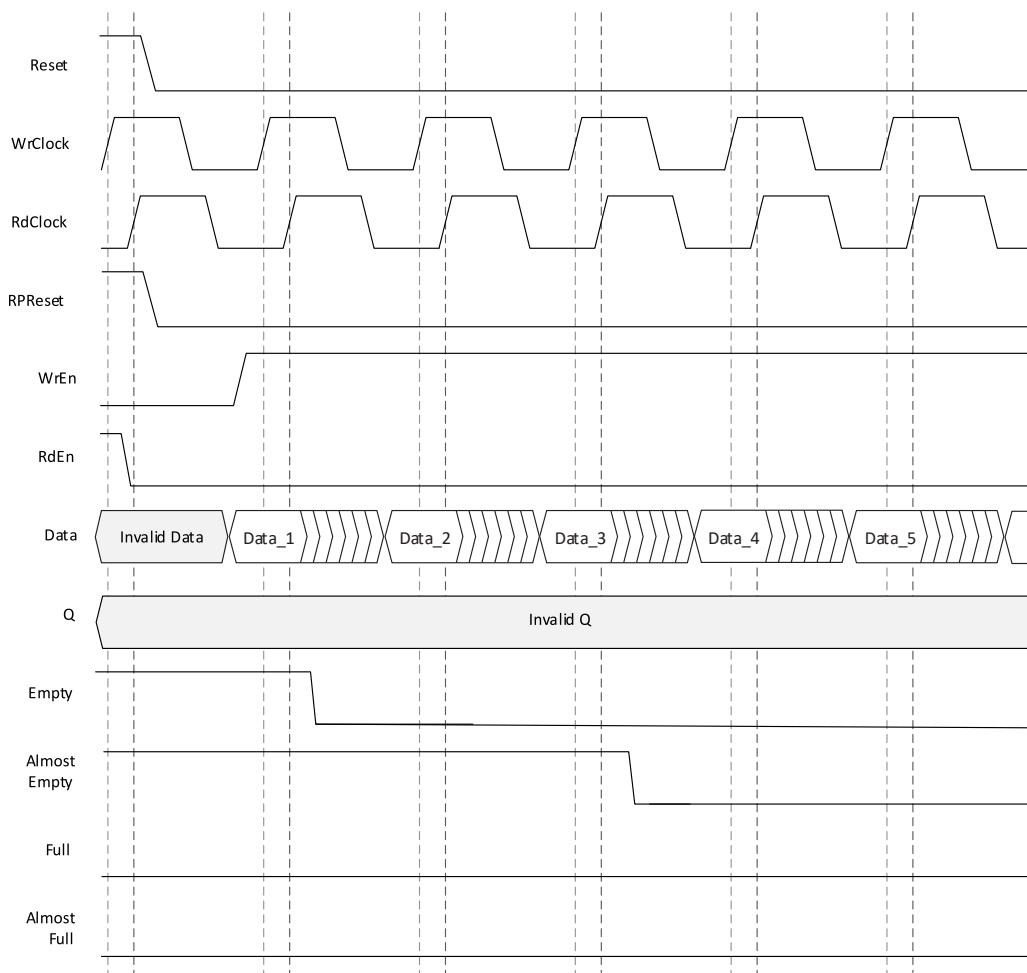 Reset
WrClock
RdClock
RPReset
WrEn
RdEn
Data
Invalid Data
Data_1
Data_2
Data_3
Data_4
Data_5
Q
Invalid Q
Empty
Almost
Empty
Full
Almost
Full